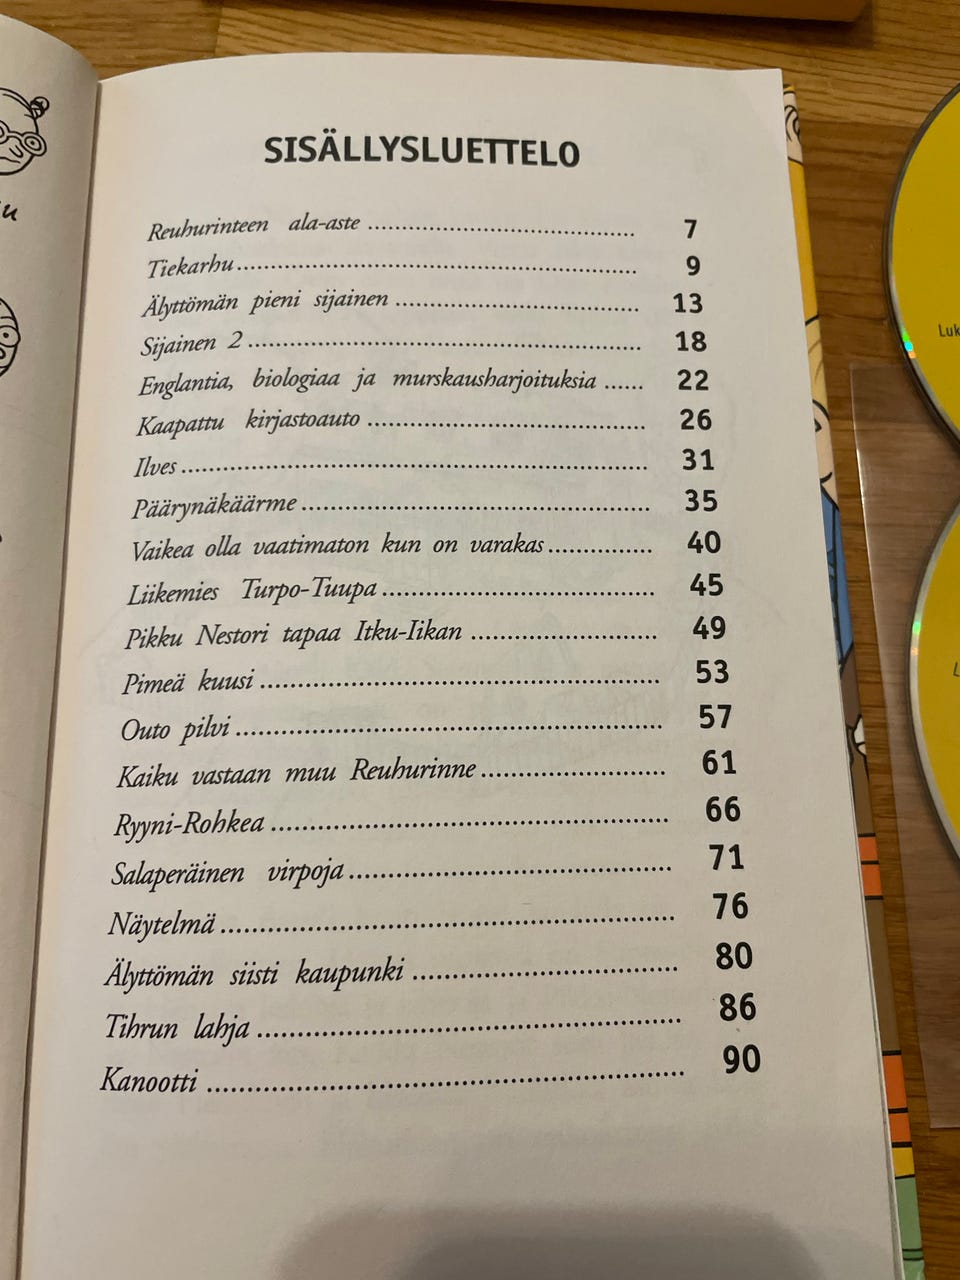 SISÄLLYSLUETTELO
Reuhurinteen ala-aste ........................................ 7
Tiekarhu ........................................ 9
Älyttömän pieni sijainen ........................................ 13
Sijainen 2 ........................................ 18
Englantia, biologiaa ja murskausharjoituksia ...... 22
Kaapattu kirjastoauto ........................................ 26
Ilves ........................................ 31
Päärynäkäärme ........................................ 35
Vaikea olla vaatimaton kun on varakas ................ 40
Liikemies Turpo-Tuupa ........................................ 45
Pikku Nestori tapaa Itku-Iikan ............................ 49
Pimeä kuusi ........................................ 53
Outo pilvi ........................................ 57
Kaiku vastaan muu Reuhurinne ............................ 61
Ryyni-Rohkea ........................................ 66
Salaperäinen virpoja ........................................ 71
Näytelmä ........................................ 76
Älyttömän siisti kaupunki ........................................ 80
Tihrun lahja ........................................ 86
Kanootti ........................................ 90